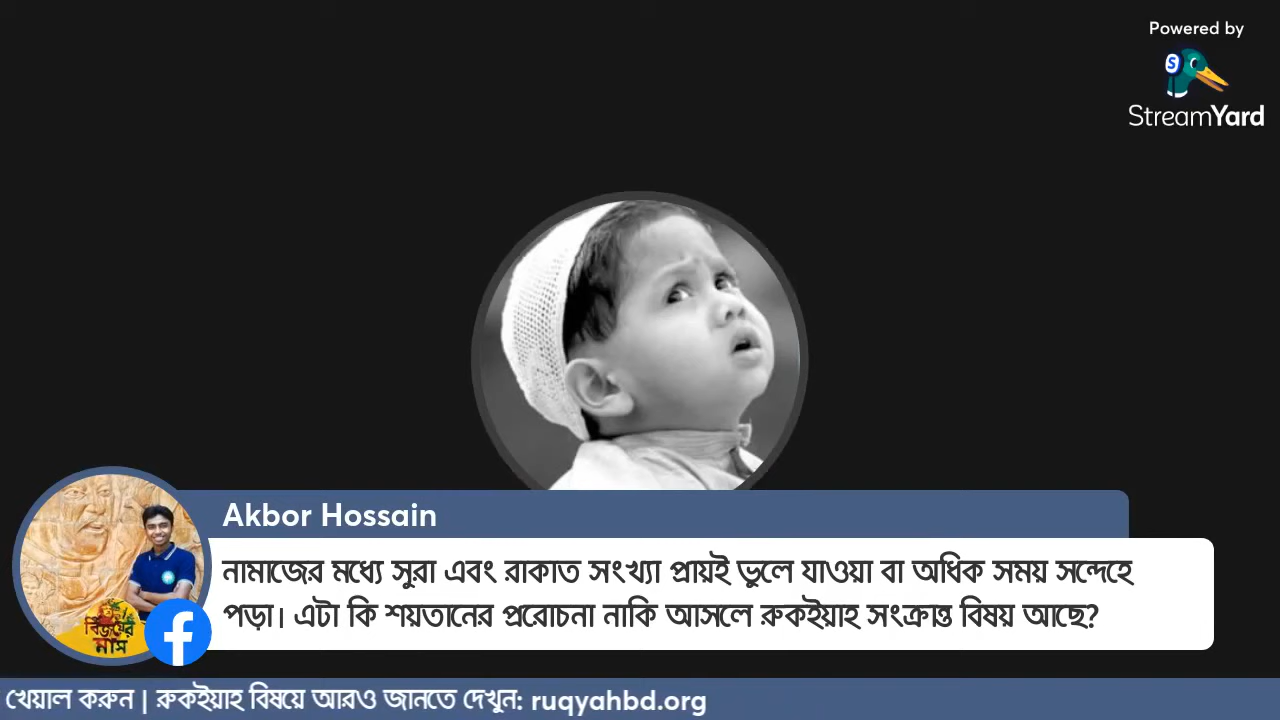 Powered by
S
StreamYard
Akbor Hossain
নামাজের মধ্যে সুরা এবং রাকাত সংখ্যা প্রায়ই ভুলে যাওয়া বা অধিক সময় সন্দেহে
পড়া। এটা কি শয়তানের প্ররোচনা নাকি আসলে রুকইয়াহ সংক্রান্ত বিষয় আছে?
বিজয়ের
মাস
খেয়াল করুন | রুকইয়াহ বিষয়ে আরও জানতে দেখুন: ruqyahbd.org